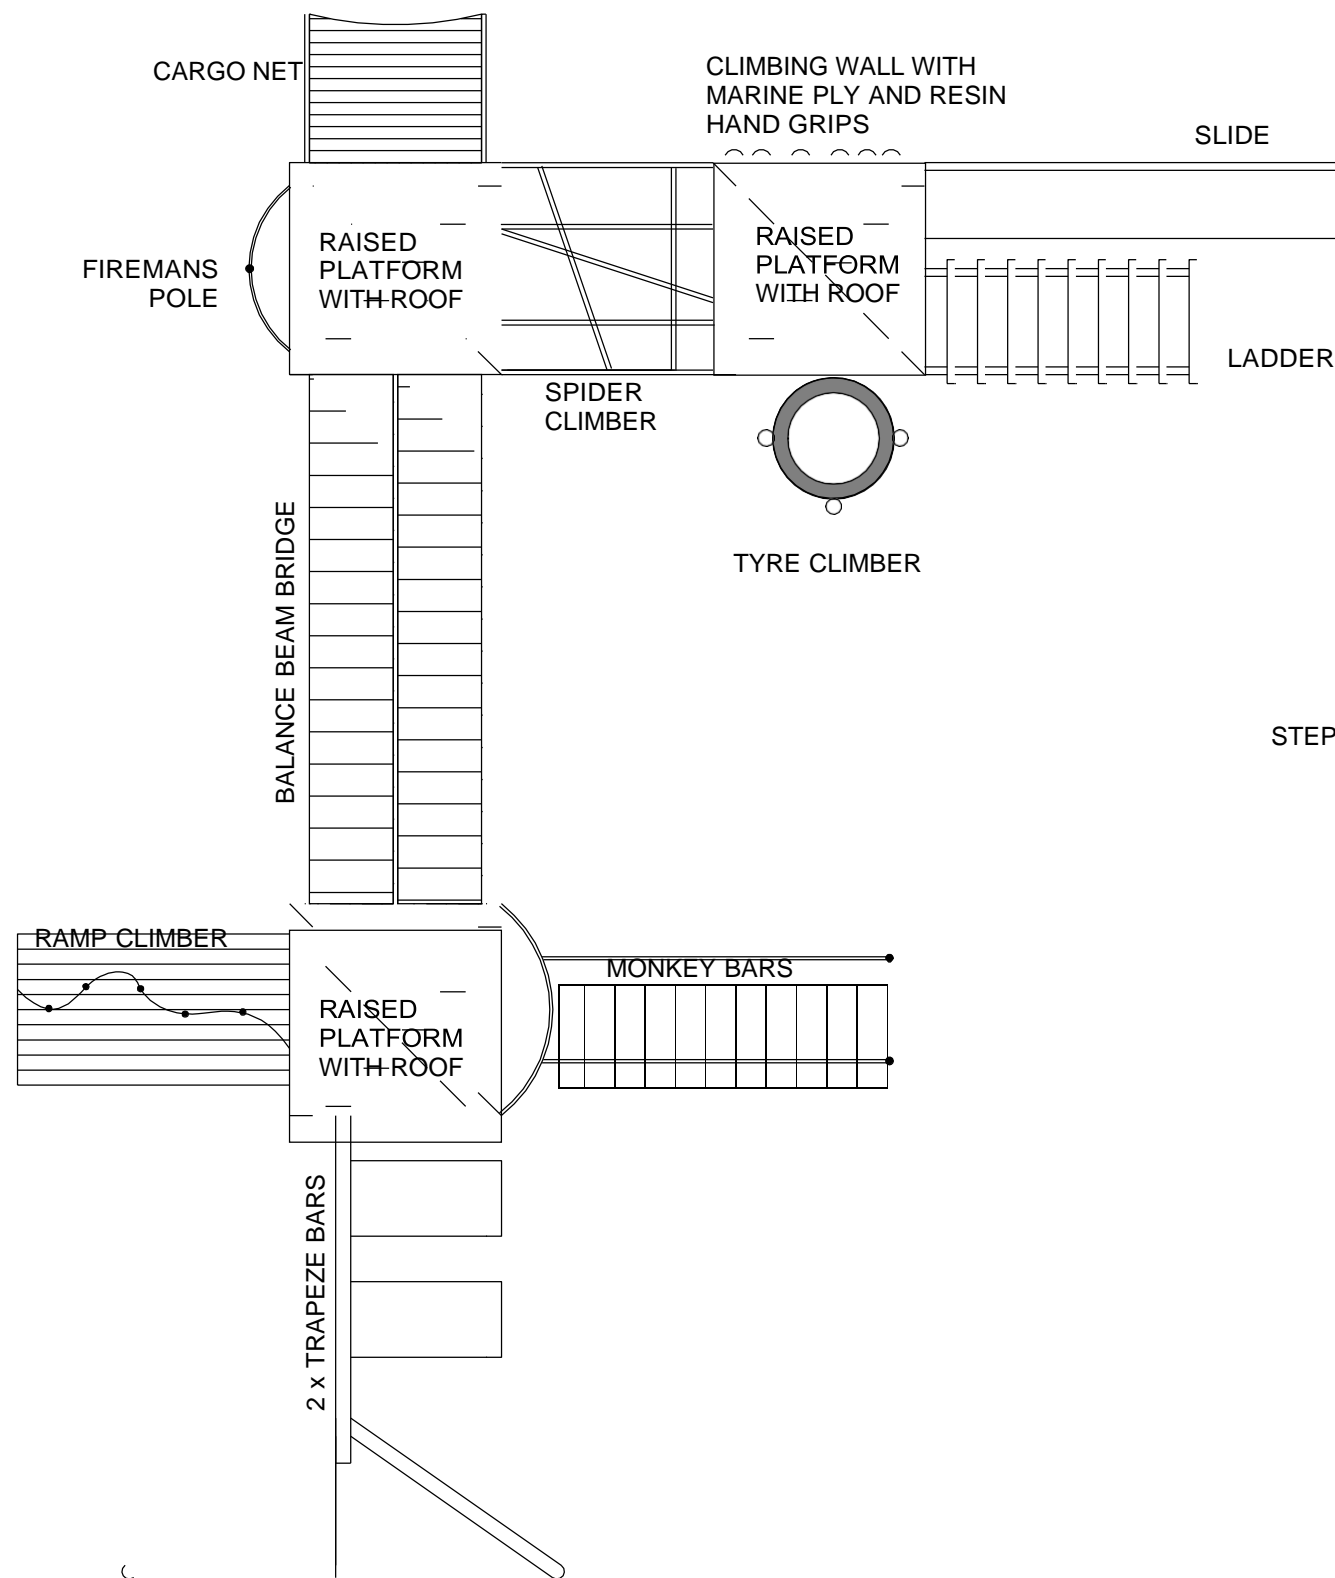 CARGO NET
CLIMBING WALL WITH
MARINE PLY AND RESIN
HAND GRIPS
SLIDE
FIREMANS
POLE
RAISED
PLATFORM
WITH ROOF
RAISED
PLATFORM
WITH ROOF
LADDER
SPIDER
CLIMBER
TYRE CLIMBER
BALANCE BEAM BRIDGE
STEP
RAMP CLIMBER
MONKEY BARS
RAISED
PLATFORM
WITH ROOF
2 x TRAPEZE BARS